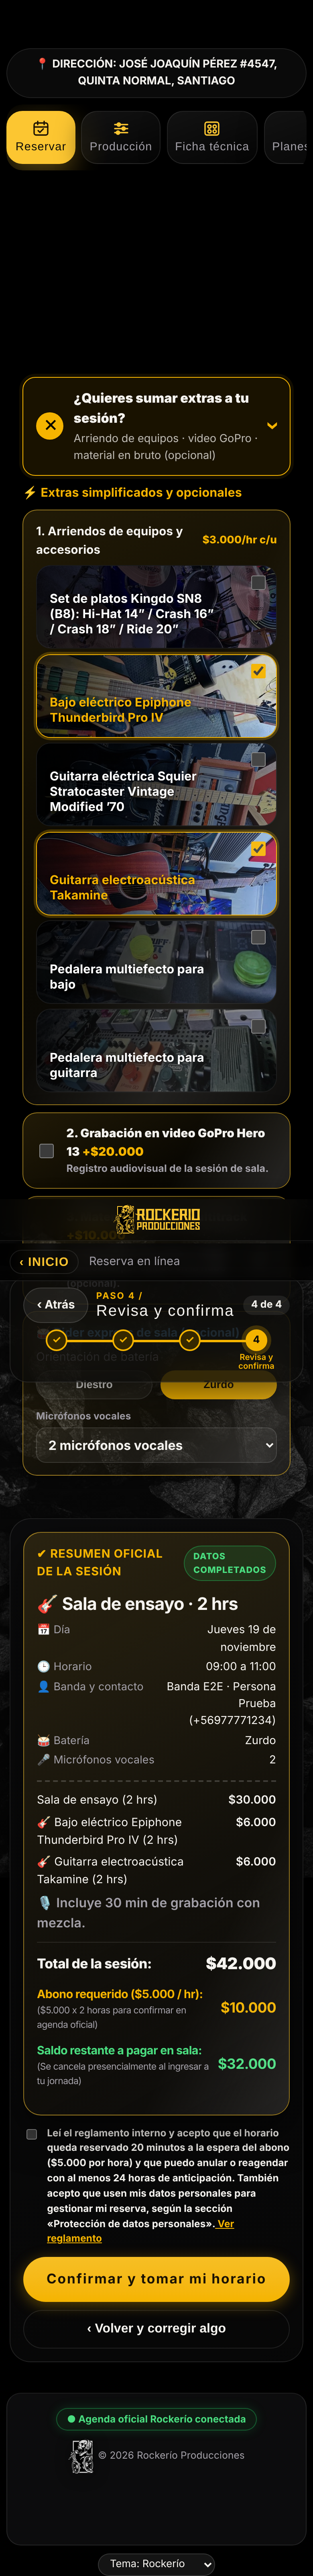 📍 DIRECCIÓN: JOSÉ JOAQUÍN PÉREZ #4547,
QUINTA NORMAL, SANTIAGO
Reservar
Producción
Ficha técnica
Planes
¿Quieres sumar extras a tu
sesión?
Arriendo de equipos · video GoPro ·
material en bruto (opcional)
⚡ Extras simplificados y opcionales
1. Arriendos de equipos y
accesorios
$3.000/hr c/u
Set de platos Kingdo SN8
(B8): Hi-Hat 14” / Crash 16”
/ Crash 18” / Ride 20”
Bajo eléctrico Epiphone
Thunderbird Pro IV
Guitarra eléctrica Squier
Stratocaster Vintage
Modified ’70
Guitarra electroacústica
Takamine
Pedalera multiefecto para
bajo
Pedalera multiefecto para
guitarra
2. Grabación en video GoPro Hero
13 +$20.000
Registro audiovisual de la sesión de sala.
ROCKERIO
PRODUCCIONES
+$10.000
‹ INICIO
Reserva en línea
(opcional).
‹ Atrás
PASO 4 /
Revisa y confirma
4 de 4
4
Revisa y
confirma
Orientación de batería
Diestro
Zurdo
Micrófonos vocales
2 micrófonos vocales
✔ RESUMEN OFICIAL
DE LA SESIÓN
DATOS
COMPLETADOS
🎸 Sala de ensayo · 2 hrs
📅 Día
Jueves 19 de
noviembre
🕒 Horario
09:00 a 11:00
👤 Banda y contacto
Banda E2E · Persona
Prueba
(+56977771234)
🥁 Batería
Zurdo
🎤 Micrófonos vocales
2
Sala de ensayo (2 hrs)
$30.000
🎸 Bajo eléctrico Epiphone
Thunderbird Pro IV (2 hrs)
$6.000
🎸 Guitarra electroacústica
Takamine (2 hrs)
$6.000
🎙️ Incluye 30 min de grabación con
mezcla.
Total de la sesión:
$42.000
Abono requerido ($5.000 / hr):
($5.000 x 2 horas para confirmar en
agenda oficial)
$10.000
Saldo restante a pagar en sala:
(Se cancela presencialmente al ingresar a
tu jornada)
$32.000
Leí el reglamento interno y acepto que el horario
queda reservado 20 minutos a la espera del abono
($5.000 por hora) y que puedo anular o reagendar
con al menos 24 horas de anticipación. También
acepto que usen mis datos personales para
gestionar mi reserva, según la sección
«Protección de datos personales». Ver
reglamento
Confirmar y tomar mi horario
‹ Volver y corregir algo
● Agenda oficial Rockerío conectada
© 2026 Rockerío Producciones
Tema: Rockerío